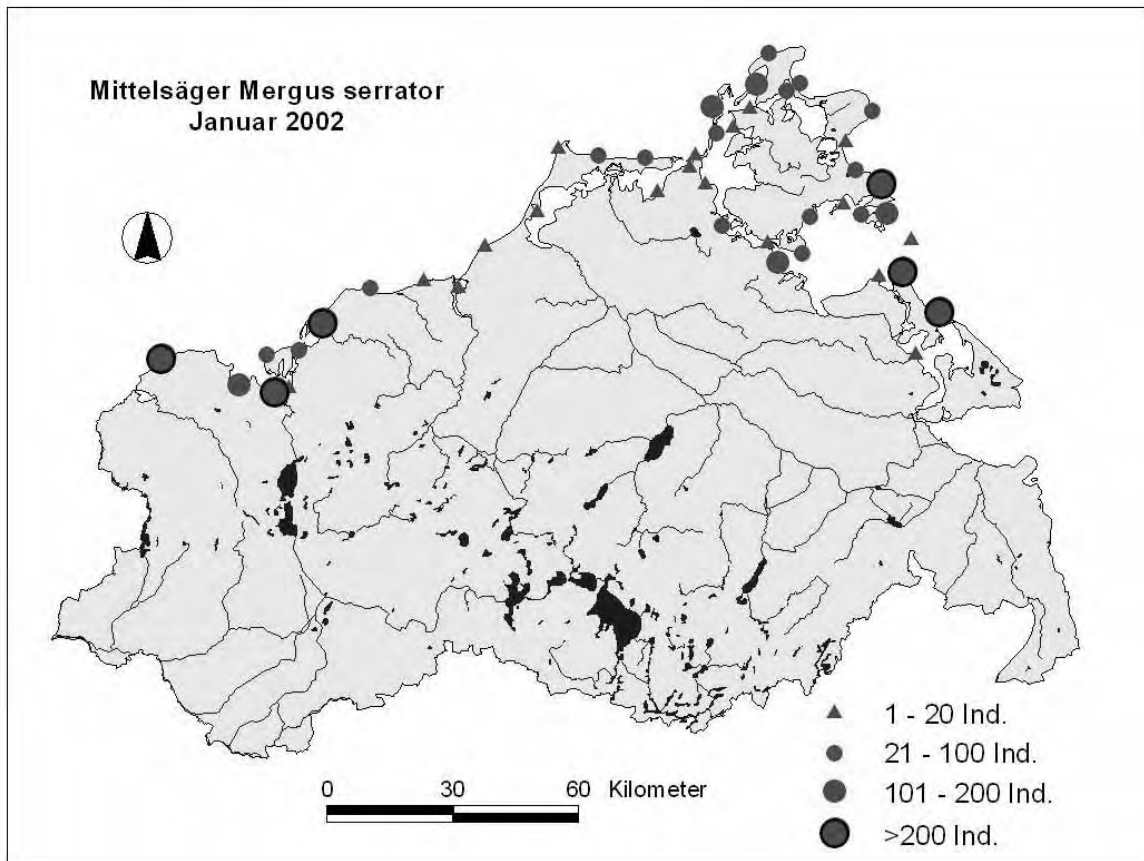 Mittelsäger Mergus serrator
Januar 2002
1 - 20 Ind.
21 - 100 Ind.
101 - 200 Ind.
>200 Ind.
0 30 60 Kilometer